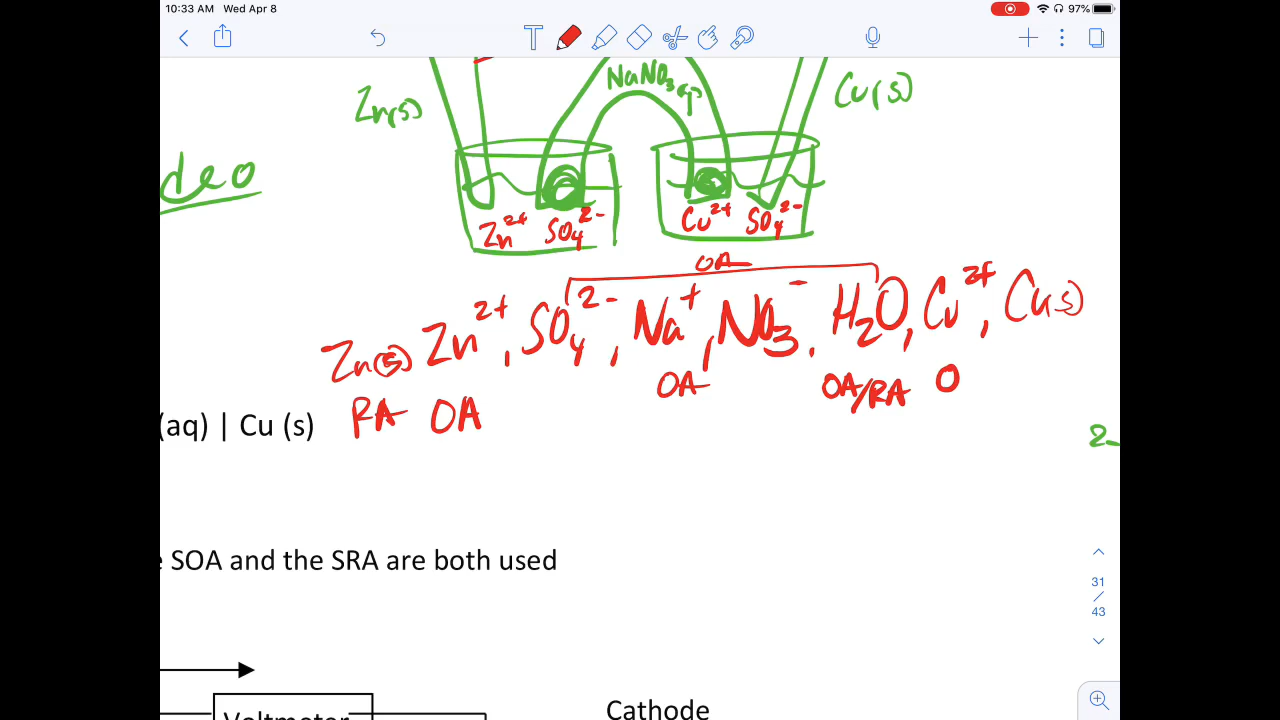 10:33 AM Wed Apr 8
97%
T
NaNO₃(aq)
Zn(s)
Cu(s)
deo
Zn²⁺ SO₄²⁻
Cu²⁺ SO₄²⁻
OA
Zn(s) Zn²⁺, SO₄²⁻, Na⁺, NO₃⁻, H₂O, Cu²⁺, Cu(s)
RA OA OA OA/RA O
(aq) | Cu (s)
2-
SOA and the SRA are both used
31
/
43
Voltmeter
Cathode